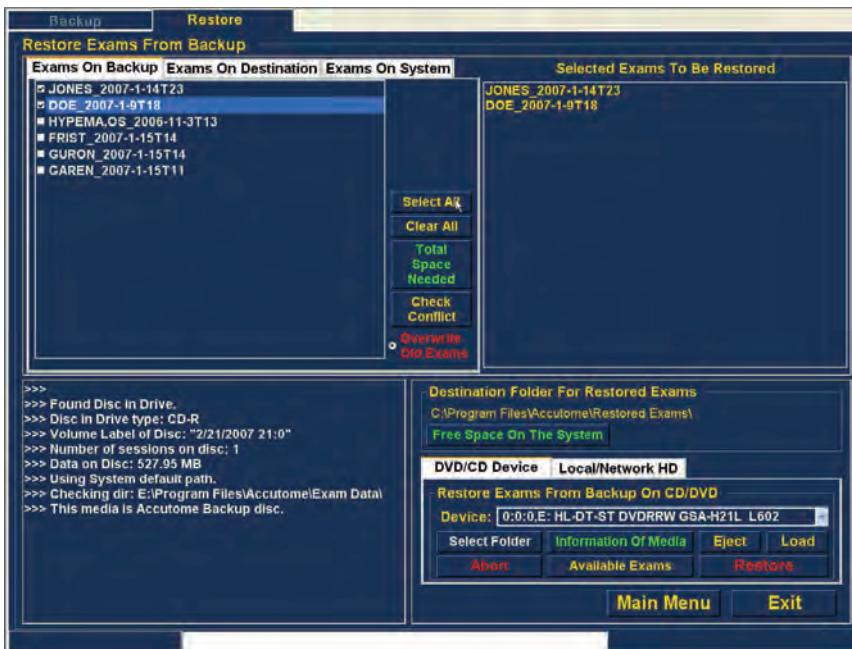 Backup
Restore
Restore Exams From Backup
Exams On Backup Exams On Destination Exams On System
JONES_2007-1-14T23
DOE_2007-1-9T18
HYPEMA,OS_2006-11-3T13
FRIST_2007-1-15T14
GURON_2007-1-15T14
GAREN_2007-1-15T11
Select All
Clear All
Total
Space
Needed
Check
Conflict
Overwrite
Old Exams
Selected Exams To Be Restored
JONES_2007-1-14T23
DOE_2007-1-9T18
>>>
>>> Found Disc in Drive.
>>> Disc in Drive type: CD-R
>>> Volume Label of Disc: "2/21/2007 21:0"
>>> Number of sessions on disc: 1
>>> Data on Disc: 527.95 MB
>>> Using System default path.
>>> Checking dir: E:\Program Files\Accutome\Exam Data\
>>> This media is Accutome Backup disc.
Destination Folder For Restored Exams
C:\Program Files\Accutome\Restored Exams\
Free Space On The System
DVD/CD Device Local/Network HD
Restore Exams From Backup On CD/DVD
Device: 0:0:0,E: HL-DT-ST DVDRRW GSA-H21L L602
Select Folder Information Of Media Eject Load
Abort Available Exams Restore
Main Menu Exit